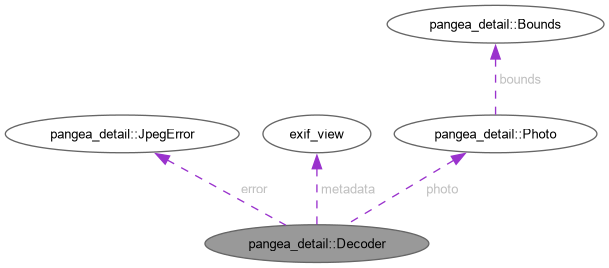 pangea_detail::Bounds
bounds
pangea_detail::JpegError
exif_view
pangea_detail::Photo
error
metadata
photo
pangea_detail::Decoder